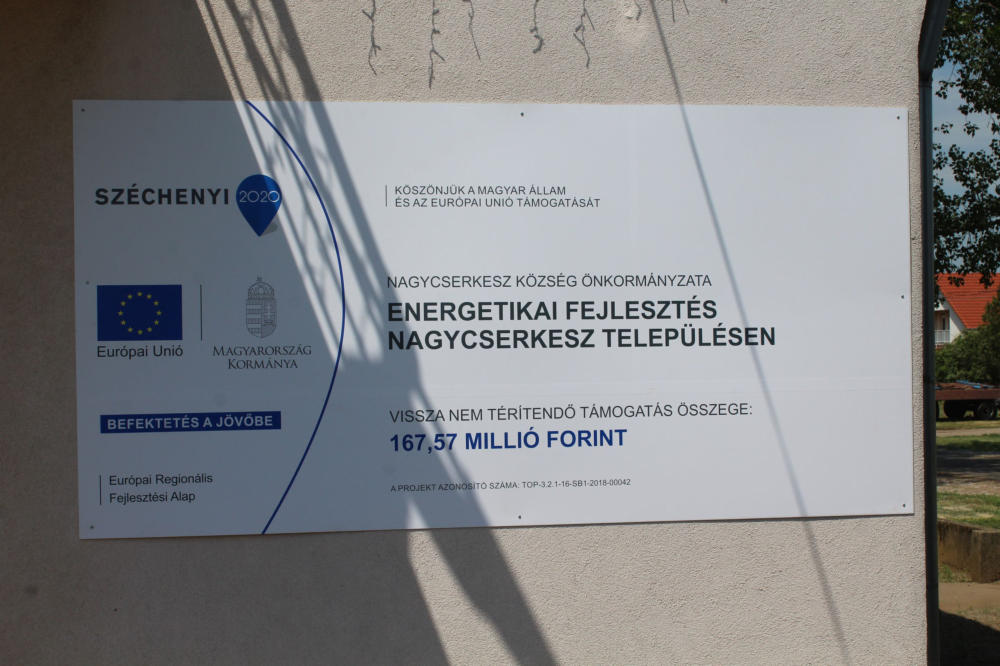 SZÉCHENYI 2020
Európai Unió
MAGYARORSZÁG
KORMÁNYA
BEFEKTETÉS A JÖVŐBE
Európai Regionális
Fejlesztési Alap
KÖSZÖNJÜK A MAGYAR ÁLLAM
ÉS AZ EURÓPAI UNIÓ TÁMOGATÁSÁT
NAGYCSERKESZ KÖZSÉG ÖNKORMÁNYZATA
ENERGETIKAI FEJLESZTÉS
NAGYCSERKESZ TELEPÜLÉSEN
VISSZA NEM TÉRÍTENDŐ TÁMOGATÁS ÖSSZEGE:
167,57 MILLIÓ FORINT
A PROJEKT AZONOSÍTÓ SZÁMA: TOP-3.2.1-16-SB1-2018-00042